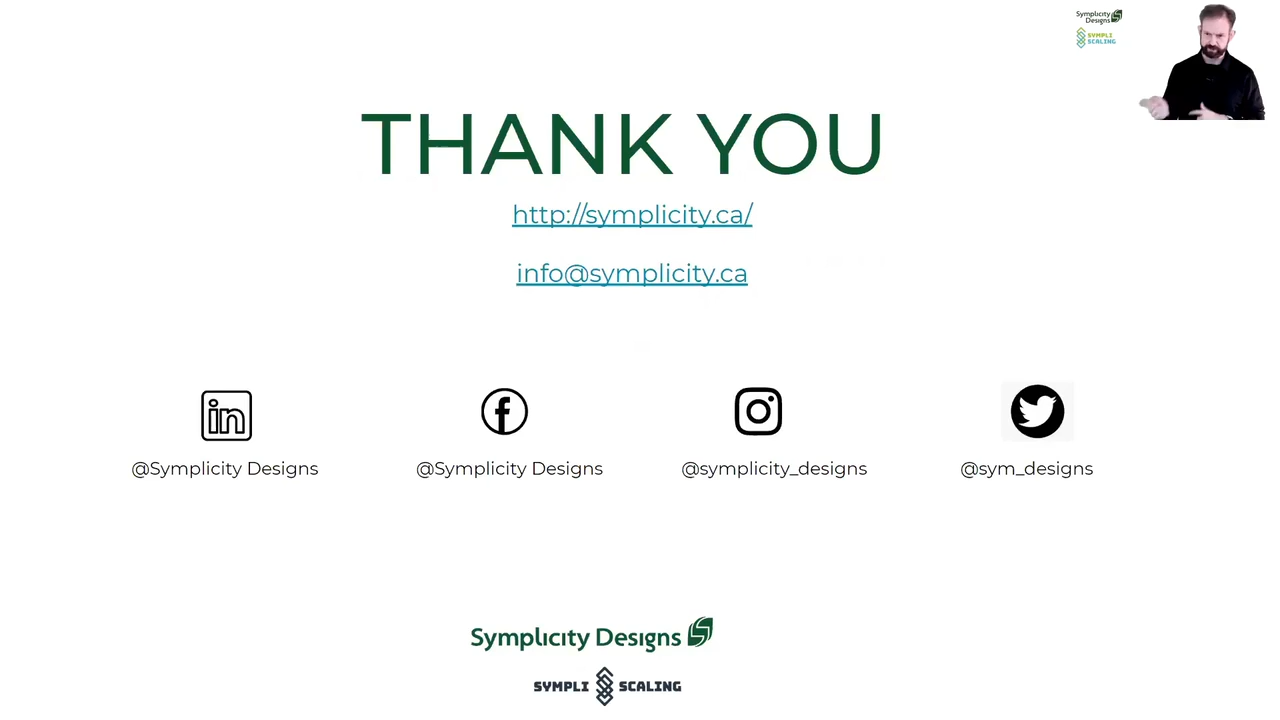 Symplicity
Designs
SYMPLI
SCALING
THANK YOU
http://symplicity.ca/
info@symplicity.ca
in
f
@Symplicity Designs
@Symplicity Designs
@symplicity_designs
@sym_designs
Symplicity Designs
SYMPLI SCALING